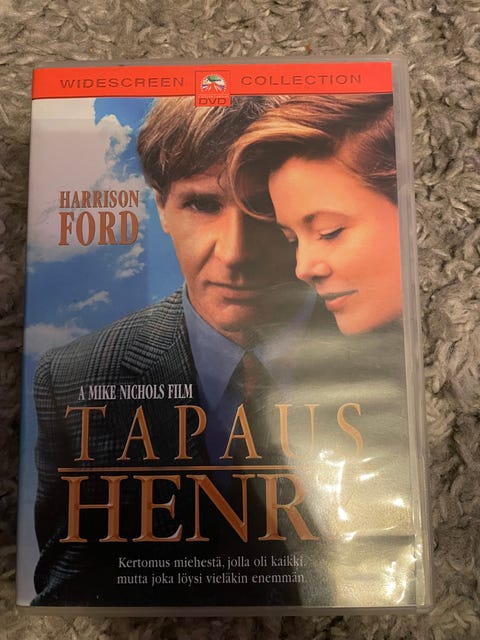 WIDESCREEN COLLECTION
DVD
HARRISON
FORD
A MIKE NICHOLS FILM
TAPAUS
HENRY
Kertomus miehestä, jolla oli kaikki,
mutta joka löysi vieläkin enemmän.